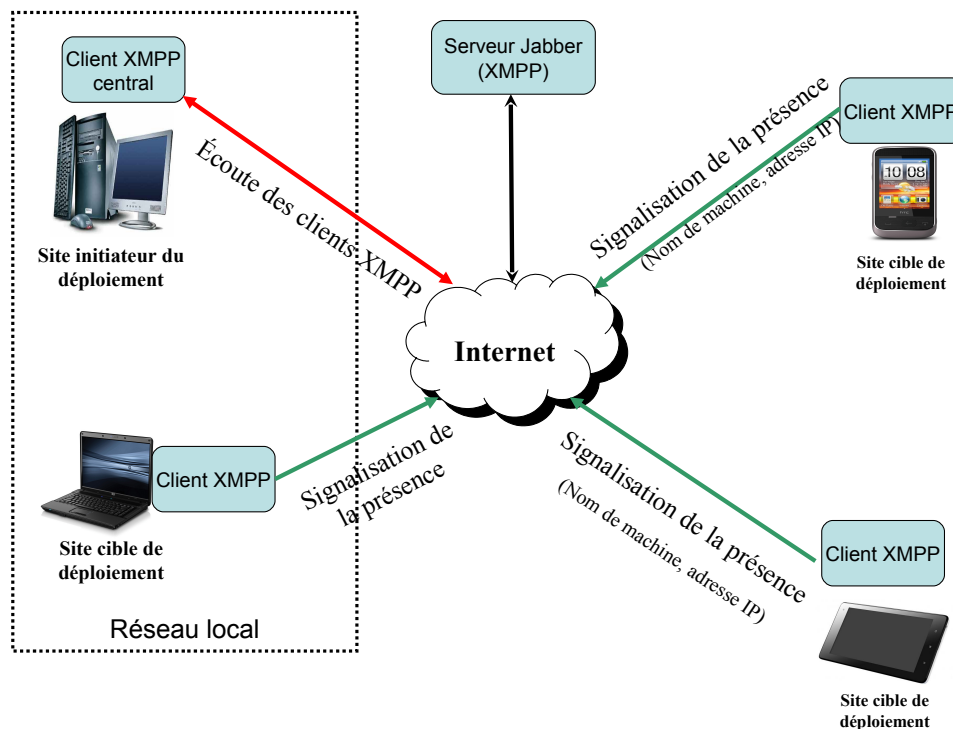 Client XMPP
central
Serveur Jabber
(XMPP)
Client XMPP
Écoute des clients XMPP
Signalisation de la présence
(Nom de machine, adresse IP)
10 08
Site initiateur du
déploiement
Site cible de
déploiement
Internet
Client XMPP
Signalisation de
la présence
Signalisation de la présence
(Nom de machine, adresse IP)
Client XMPP
Site cible de
déploiement
Réseau local
Site cible de
déploiement